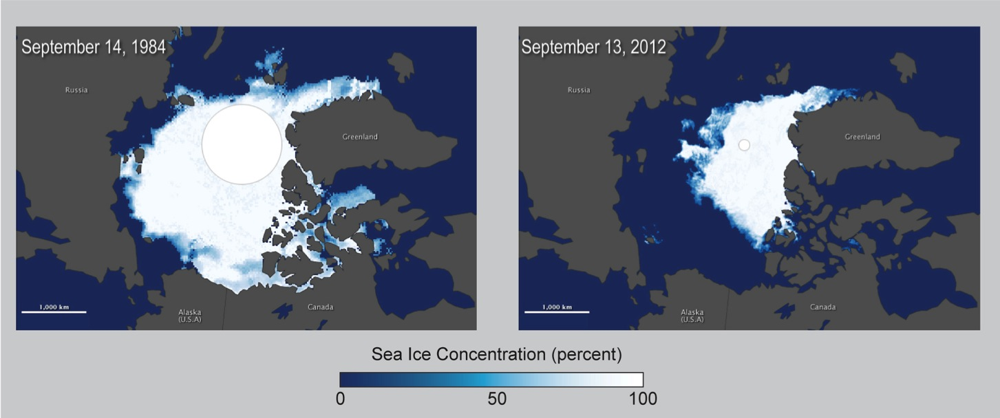 September 14, 1984
Russia
Greenland
1,000 km
Alaska
(U.S.A)
Canada
September 13, 2012
Russia
Greenland
1,000 km
Alaska
(U.S.A)
Canada
Sea Ice Concentration (percent)
0 50 100